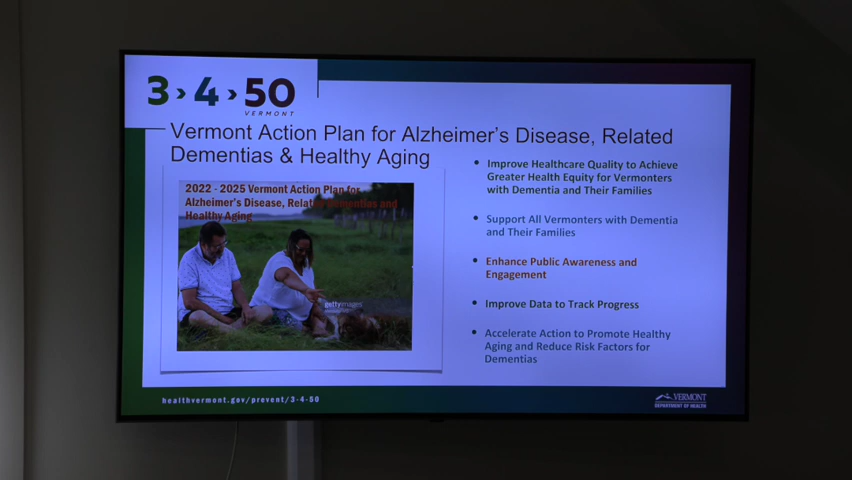 3 › 4 › 50
VERMONT
Vermont Action Plan for Alzheimer's Disease, Related
Dementias & Healthy Aging
2022 - 2025 Vermont Action Plan for
Alzheimer's Disease, Related Dementias and
Healthy Aging
gettyimages
• Improve Healthcare Quality to Achieve
Greater Health Equity for Vermonters
with Dementia and Their Families
• Support All Vermonters with Dementia
and Their Families
• Enhance Public Awareness and
Engagement
• Improve Data to Track Progress
• Accelerate Action to Promote Healthy
Aging and Reduce Risk Factors for
Dementias
healthvermont.gov/prevent/3-4-50
VERMONT
DEPARTMENT OF HEALTH